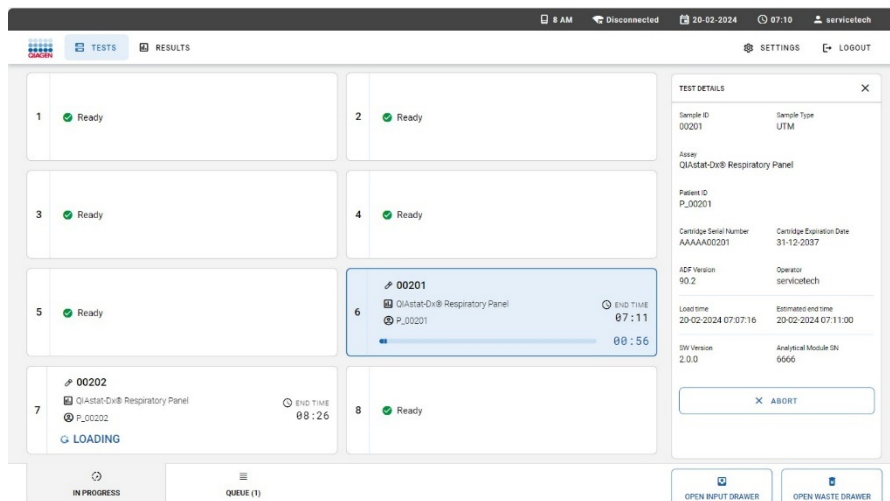 8 AM Disconnected 20-02-2024 07:10 servicetech
QIAGEN TESTS RESULTS SETTINGS LOGOUT
1 Ready
2 Ready
3 Ready
4 Ready
5 Ready
6
00201
QIAstat-Dx® Respiratory Panel
P_00201
END TIME
07:11
00:56
7
00202
QIAstat-Dx® Respiratory Panel
P_00202
LOADING
END TIME
08:26
8 Ready
TEST DETAILS
Sample ID Sample Type
00201 UTM
Assay
QIAstat-Dx® Respiratory Panel
Patient ID
P_00201
Cartridge Serial Number Cartridge Expiration Date
AAAAA00201 31-12-2037
ADF Version Operator
90.2 servicetech
Load time Estimated end time
20-02-2024 07:07:16 20-02-2024 07:11:00
SW Version Analytical Module SN
2.0.0 6666
ABORT
IN PROGRESS QUEUE (1) OPEN INPUT DRAWER OPEN WASTE DRAWER